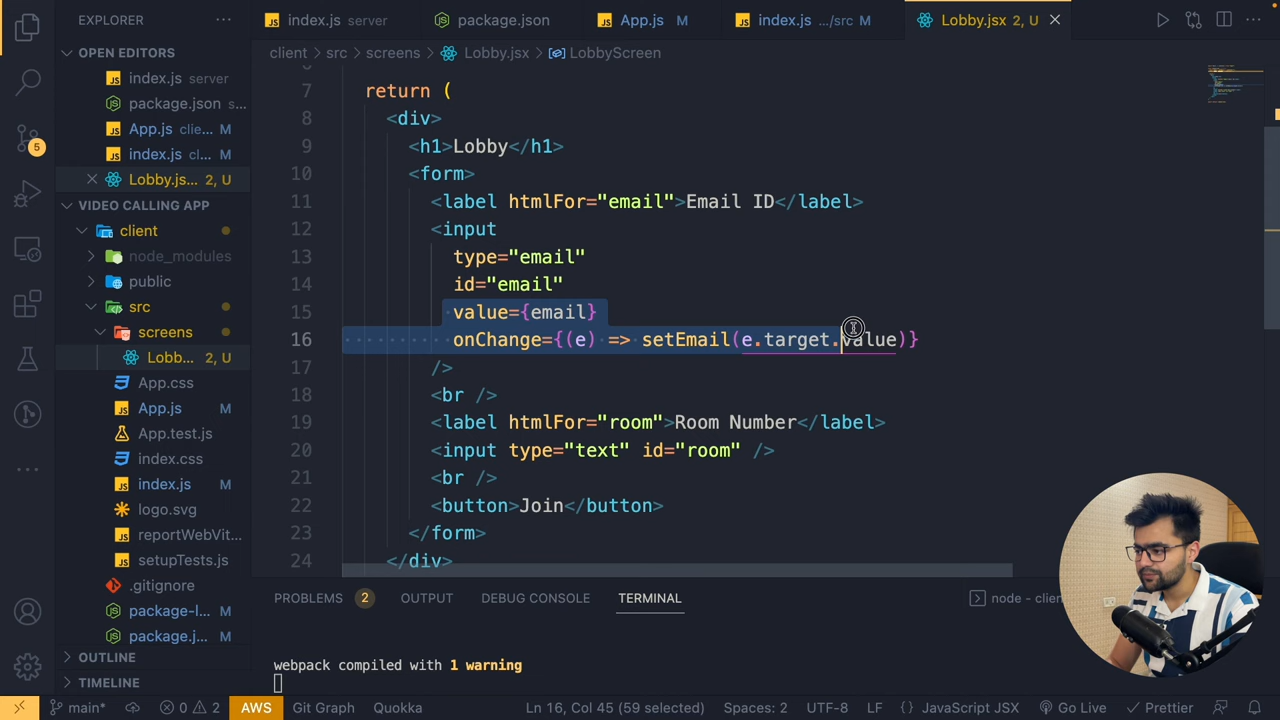 EXPLORER
OPEN EDITORS
index.js server
package.json s...
App.js clie... M
index.js cl... M
Lobby.js... 2, U
VIDEO CALLING APP
client
node_modules
public
src
screens
Lobb... 2, U
App.css
App.js M
App.test.js
index.css
index.js M
logo.svg
reportWebVit...
setupTests.js
.gitignore
package-l... M
package.j... M
OUTLINE
TIMELINE
5
index.js server
package.json
App.js M
index.js .../src M
Lobby.jsx 2, U
client > src > screens > Lobby.jsx > LobbyScreen
7 return (
8 <div>
9 <h1>Lobby</h1>
10 <form>
11 <label htmlFor="email">Email ID</label>
12 <input
13 type="email"
14 id="email"
15 value={email}
16 onChange={(e) => setEmail(e.target.value)}
17 />
18 <br />
19 <label htmlFor="room">Room Number</label>
20 <input type="text" id="room" />
21 <br />
22 <button>Join</button>
23 </form>
24 </div>
PROBLEMS 2 OUTPUT DEBUG CONSOLE TERMINAL
node - clien
webpack compiled with 1 warning
main* 0 2 AWS Git Graph Quokka Ln 16, Col 45 (59 selected) Spaces: 2 UTF-8 LF {} JavaScript JSX Go Live Prettier